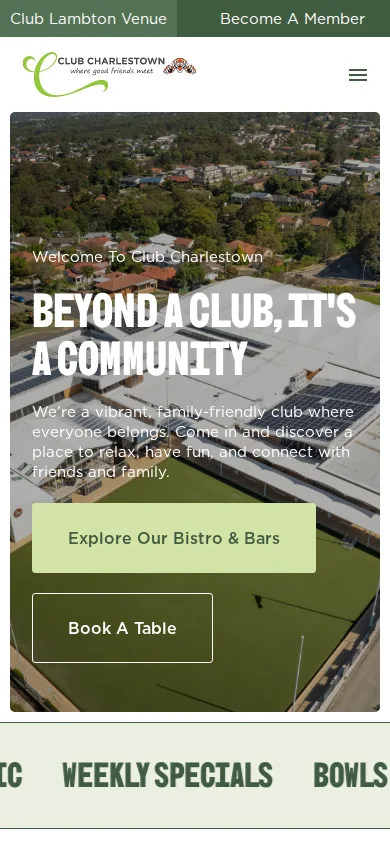 Club Lambton Venue
Become A Member
CLUB CHARLESTOWN
where good friends meet
Welcome To Club Charlestown
BEYOND A CLUB, IT'S
A COMMUNITY
We’re a vibrant, family-friendly club where
everyone belongs. Come in and discover a
place to relax, have fun, and connect with
friends and family.
Explore Our Bistro & Bars
Book A Table
IC WEEKLY SPECIALS BOWLS